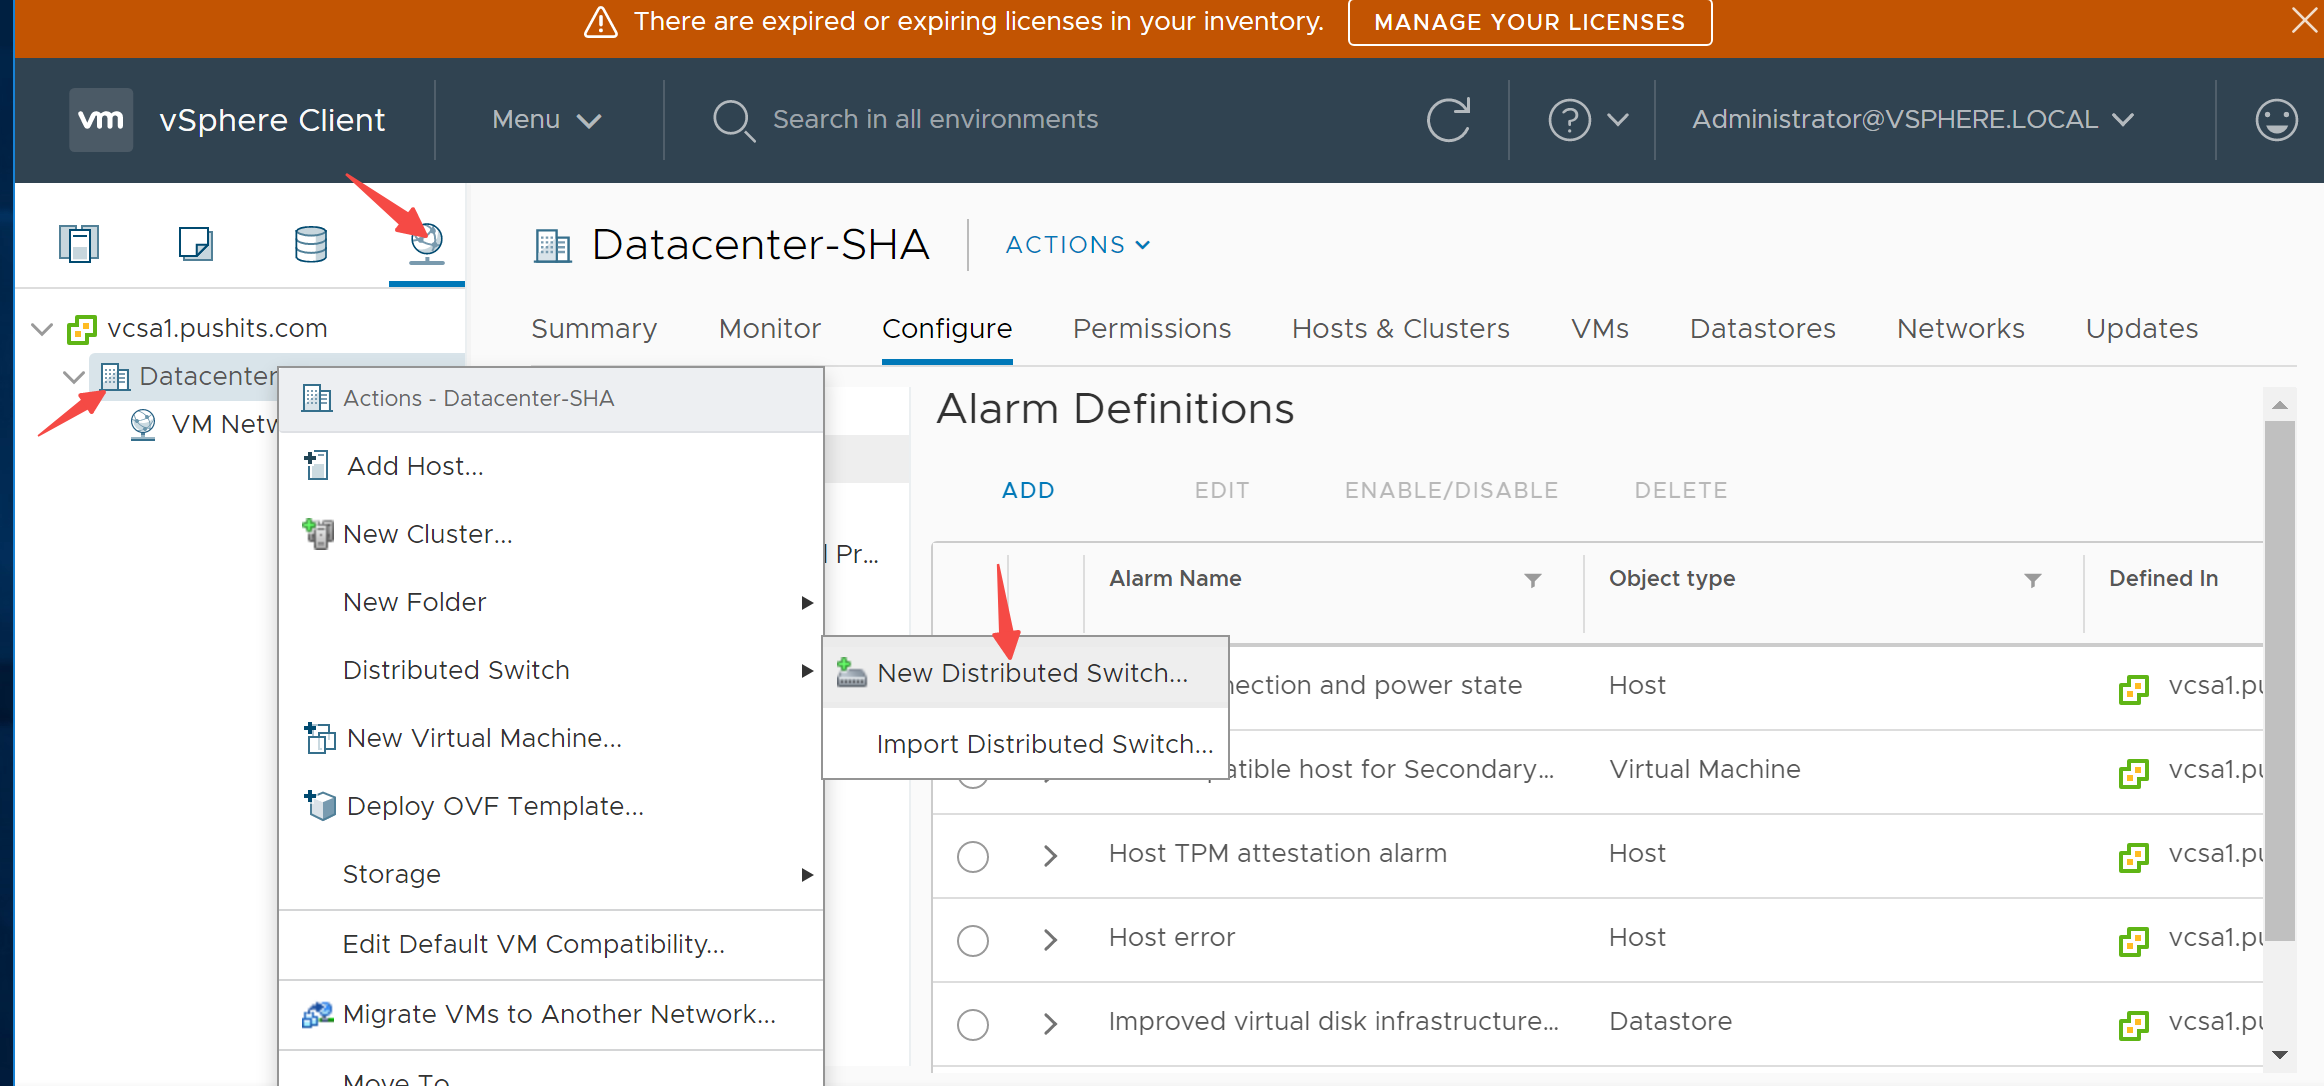 There are expired or expiring licenses in your inventory. MANAGE YOUR LICENSES
vm vSphere Client Menu Search in all environments Administrator@VSPHERE.LOCAL
Datacenter-SHA ACTIONS
vcsa1.pushits.com
Summary Monitor Configure Permissions Hosts & Clusters VMs Datastores Networks Updates
Datacenter
VM Netw
Actions - Datacenter-SHA
Add Host...
New Cluster...
New Folder
Distributed Switch
New Virtual Machine...
Deploy OVF Template...
Storage
Edit Default VM Compatibility...
Migrate VMs to Another Network...
Move To
New Distributed Switch...
Import Distributed Switch...
Pr...
Alarm Definitions
ADD EDIT ENABLE/DISABLE DELETE
Alarm Name Object type Defined In
nection and power state Host vcsa1.pu
atible host for Secondary... Virtual Machine vcsa1.pu
Host TPM attestation alarm Host vcsa1.pu
Host error Host vcsa1.pu
Improved virtual disk infrastructure... Datastore vcsa1.pu